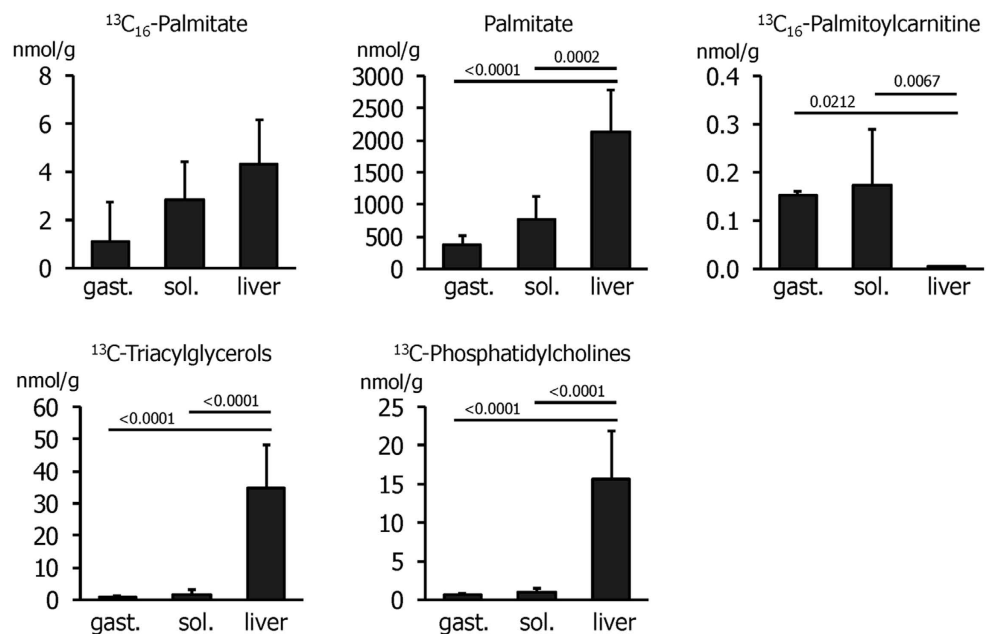 ¹³C₁₆-Palmitate
nmol/g
8
6
4
2
0
gast. sol. liver
Palmitate
nmol/g
3000
2500
2000
1500
1000
500
0
<0.0001
0.0002
gast. sol. liver
¹³C₁₆-Palmitoylcarnitine
nmol/g
0.4
0.3
0.2
0.1
0.0
0.0067
0.0212
gast. sol. liver
¹³C-Triacylglycerols
nmol/g
60
50
40
30
20
10
0
<0.0001
<0.0001
gast. sol. liver
¹³C-Phosphatidylcholines
nmol/g
25
20
15
10
5
0
<0.0001
<0.0001
gast. sol. liver